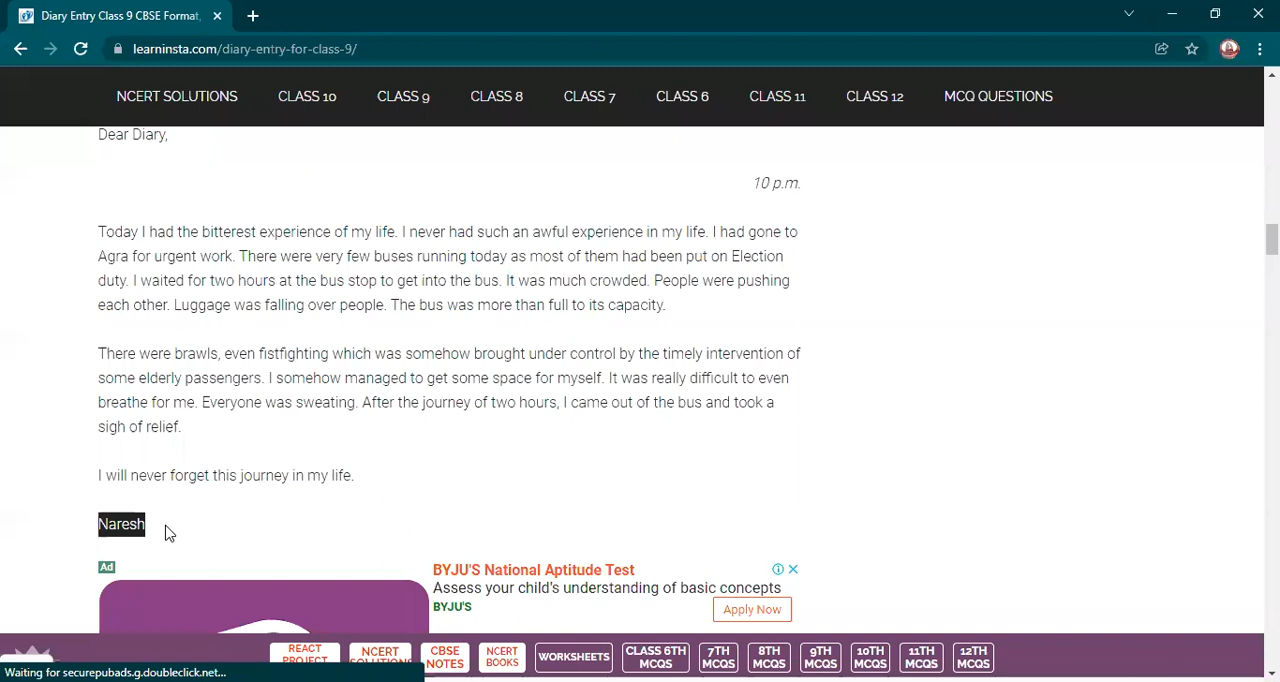 Diary Entry Class 9 CBSE Format,
learninsta.com/diary-entry-for-class-9/
NCERT SOLUTIONS CLASS 10 CLASS 9 CLASS 8 CLASS 7 CLASS 6 CLASS 11 CLASS 12 MCQ QUESTIONS
Dear Diary,
10 p.m.
Today I had the bitterest experience of my life. I never had such an awful experience in my life. I had gone to
Agra for urgent work. There were very few buses running today as most of them had been put on Election
duty. I waited for two hours at the bus stop to get into the bus. It was much crowded. People were pushing
each other. Luggage was falling over people. The bus was more than full to its capacity.
There were brawls, even fistfighting which was somehow brought under control by the timely intervention of
some elderly passengers. I somehow managed to get some space for myself. It was really difficult to even
breathe for me. Everyone was sweating. After the journey of two hours, I came out of the bus and took a
sigh of relief.
I will never forget this journey in my life.
Naresh
Ad
BYJU'S National Aptitude Test
Assess your child's understanding of basic concepts
BYJU'S
Apply Now
REACT PROJECT
NCERT SOLUTIONS
CBSE NOTES
NCERT BOOKS
WORKSHEETS
CLASS 6TH MCQS
7TH MCQS
8TH MCQS
9TH MCQS
10TH MCQS
11TH MCQS
12TH MCQS
Waiting for securepubads.g.doubleclick.net...